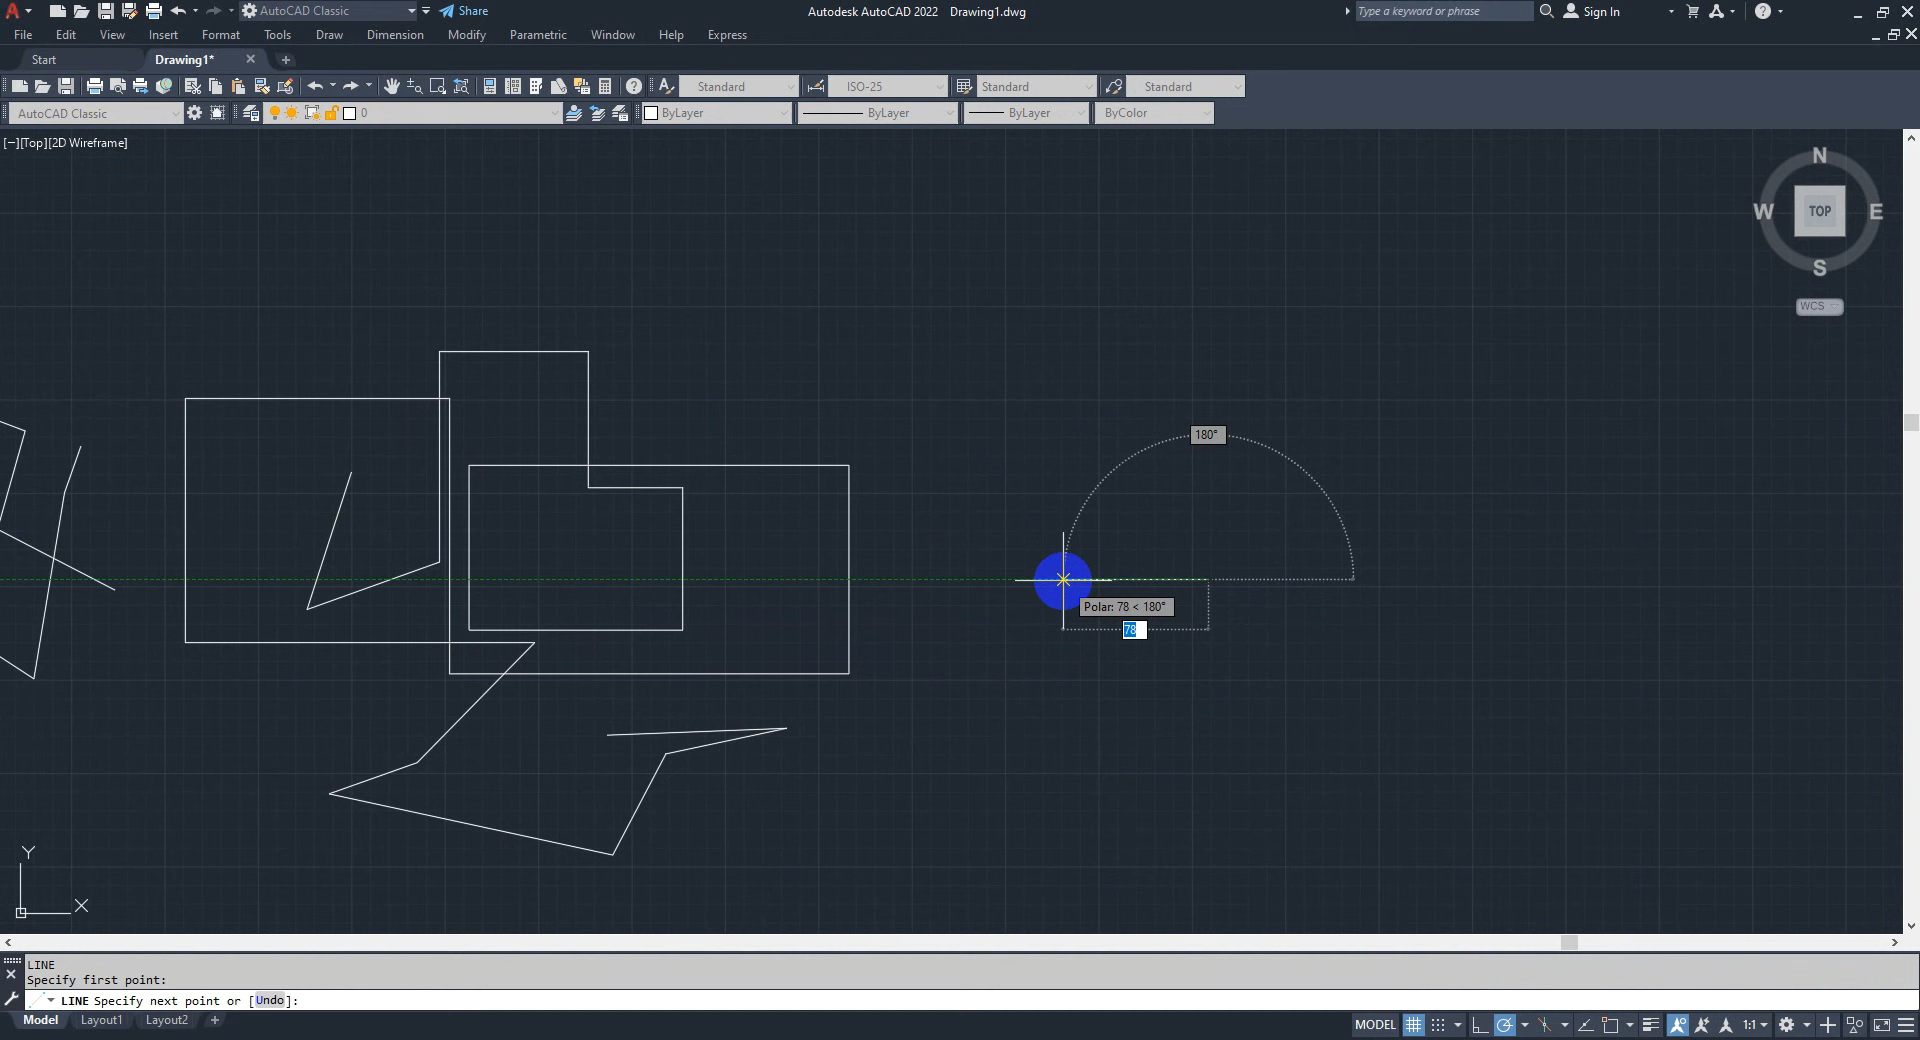 AutoCAD Classic
Share
Autodesk AutoCAD 2022 Drawing1.dwg
Type a keyword or phrase
Sign In
File Edit View Insert Format Tools Draw Dimension Modify Parametric Window Help Express
Start
Drawing1*
Standard
ISO-25
Standard
Standard
AutoCAD Classic
0
ByLayer
ByLayer
ByLayer
ByColor
[−][Top][2D Wireframe]
N
W
TOP
E
S
WCS
180°
Polar: 78 < 180°
78
Y
X
LINE
Specify first point:
LINE Specify next point or [Undo]:
Model Layout1 Layout2
MODEL
1:1